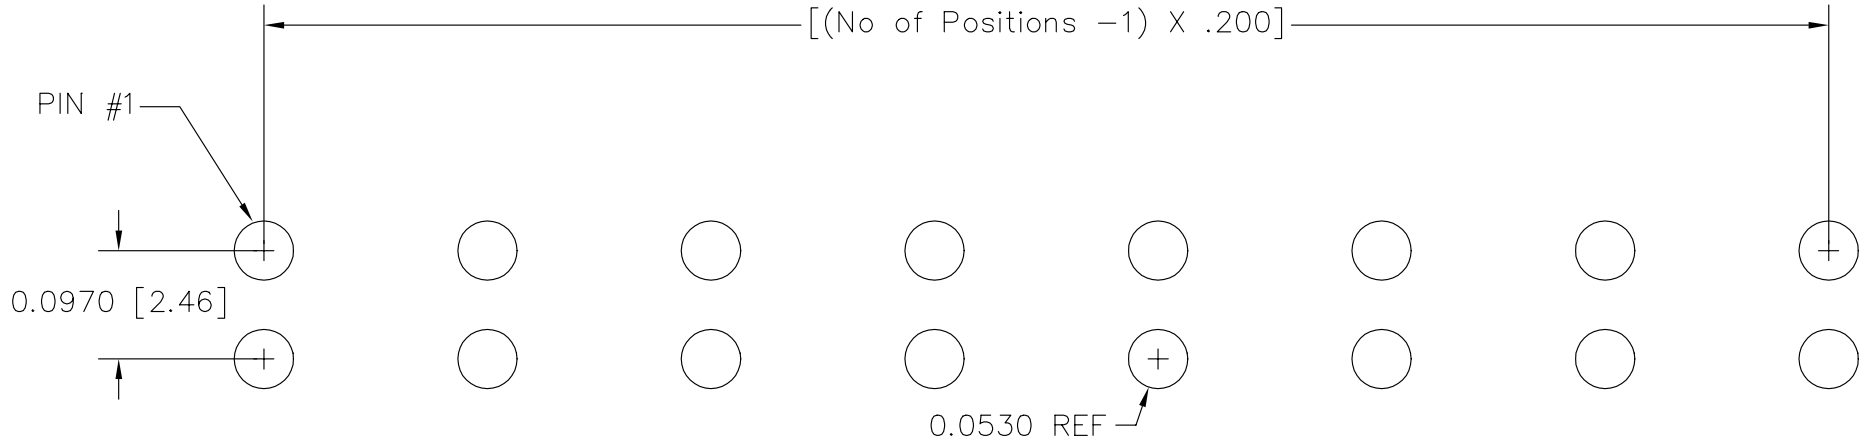 [(No of Positions -1) X .200]
PIN #1
0.0970 [2.46]
0.0530 REF